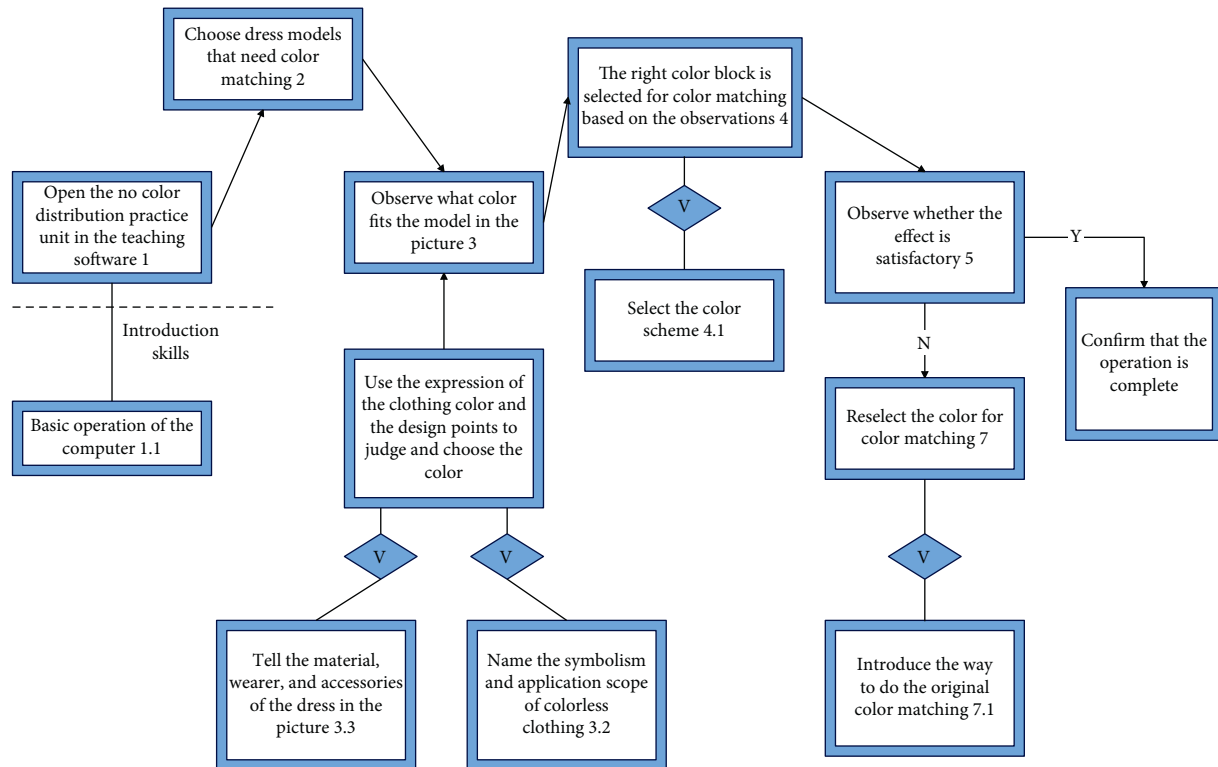 Choose dress models
that need color
matching 2
The right color block is
selected for color matching
based on the observations 4
Open the no color
distribution practice
unit in the teaching
software 1
Observe what color
fits the model in the
picture 3
V
Observe whether the
effect is
satisfactory 5
Y
Introduction
skills
Select the color
scheme 4.1
N
Confirm that the
operation is
complete
Use the expression of
the clothing color and
the design points to
judge and choose the
color
Basic operation of the
computer 1.1
Reselect the color for
color matching 7
V
V
V
Tell the material,
wearer, and accessories
of the dress in the
picture 3.3
Name the symbolism
and application scope
of colorless
clothing 3.2
Introduce the way
to do the original
color matching 7.1